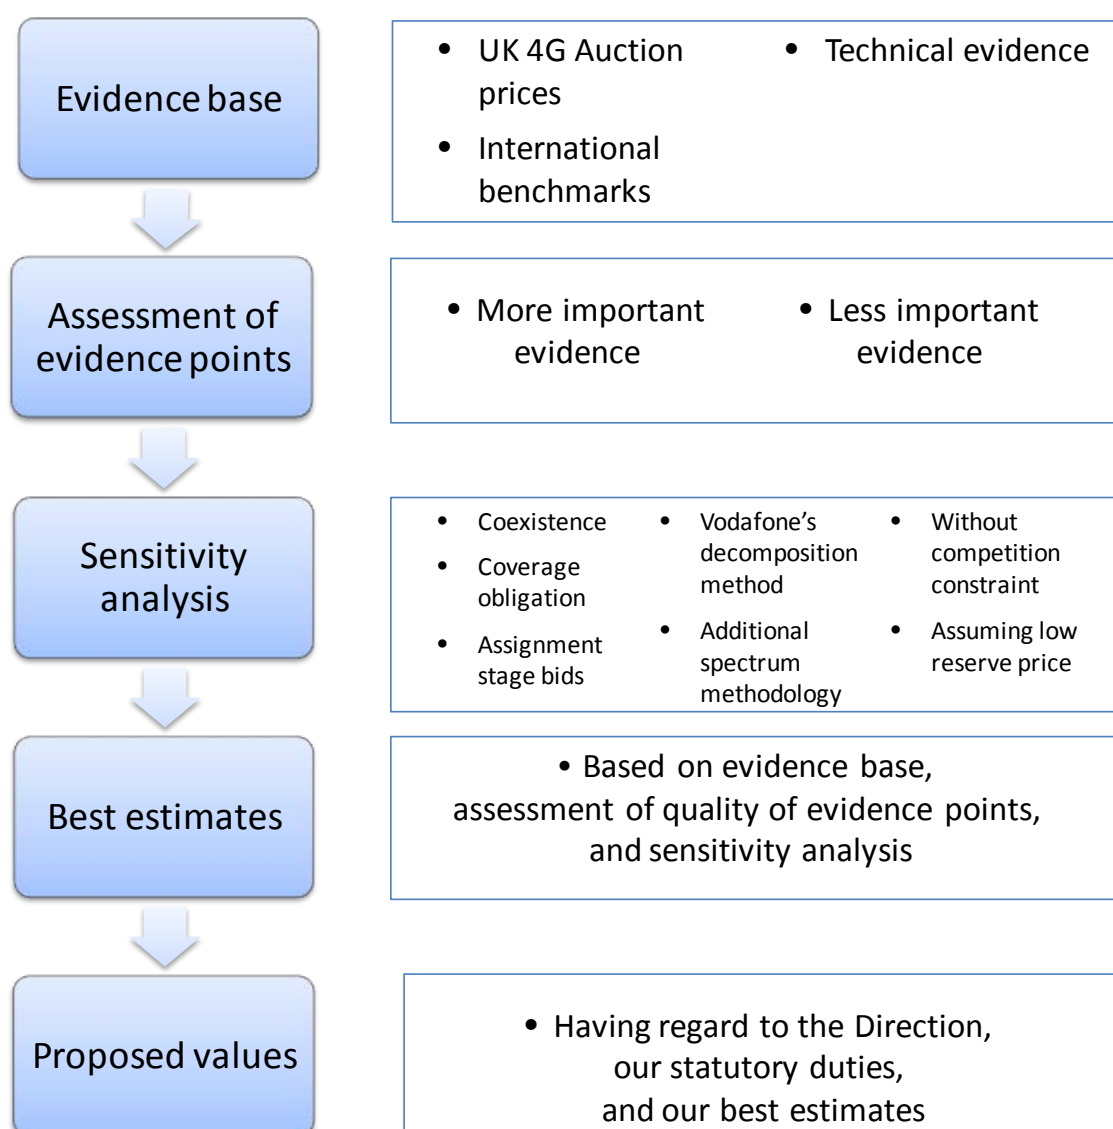 Evidence base
• UK 4G Auction
prices
• International
benchmarks
• Technical evidence
Assessment of
evidence points
• More important
evidence
• Less important
evidence
Sensitivity
analysis
• Coexistence
• Coverage
obligation
• Assignment
stage bids
• Vodafone’s
decomposition
method
• Additional
spectrum
methodology
• Without
competition
constraint
• Assuming low
reserve price
Best estimates
• Based on evidence base,
assessment of quality of evidence points,
and sensitivity analysis
Proposed values
• Having regard to the Direction,
our statutory duties,
and our best estimates